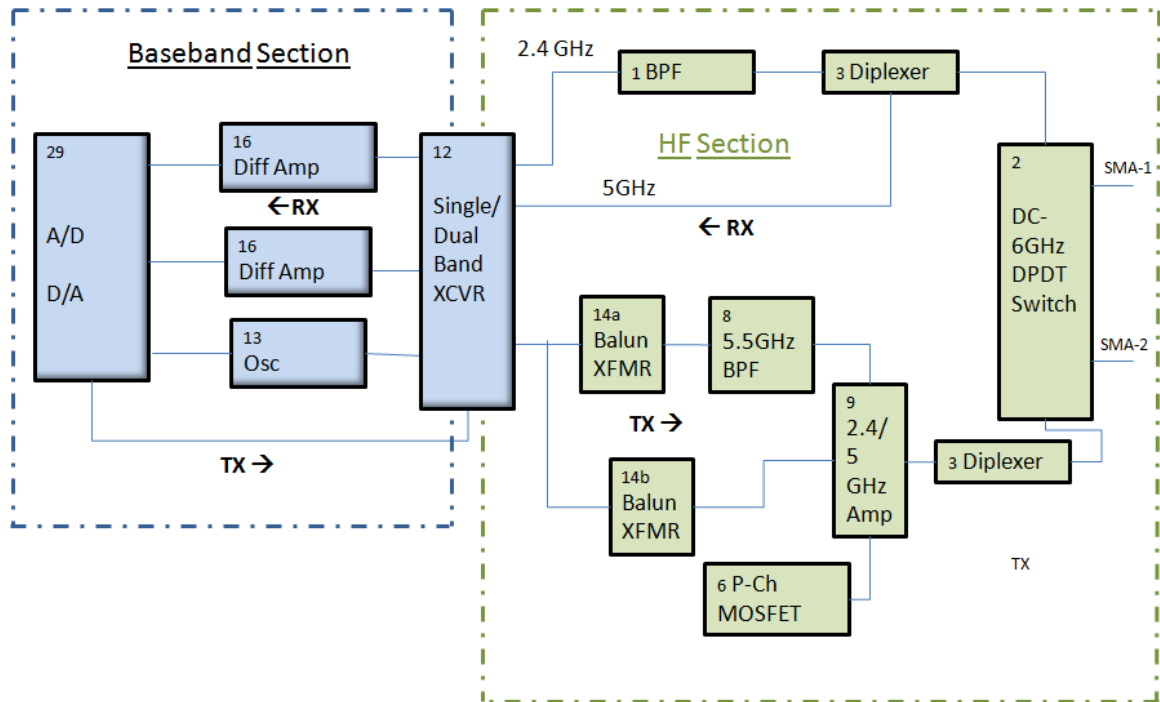 Baseband Section
29
A/D
D/A
16
Diff Amp
← RX
16
Diff Amp
13
Osc
TX →
12
Single/
Dual
Band
XCVR
2.4 GHz
1 BPF
3 Diplexer
HF Section
5GHz
← RX
2
DC-
6GHz
DPDT
Switch
SMA-1
SMA-2
14a
Balun
XFMR
8
5.5GHz
BPF
TX →
9
2.4/
5
GHz
Amp
3 Diplexer
14b
Balun
XFMR
6 P-Ch
MOSFET
TX